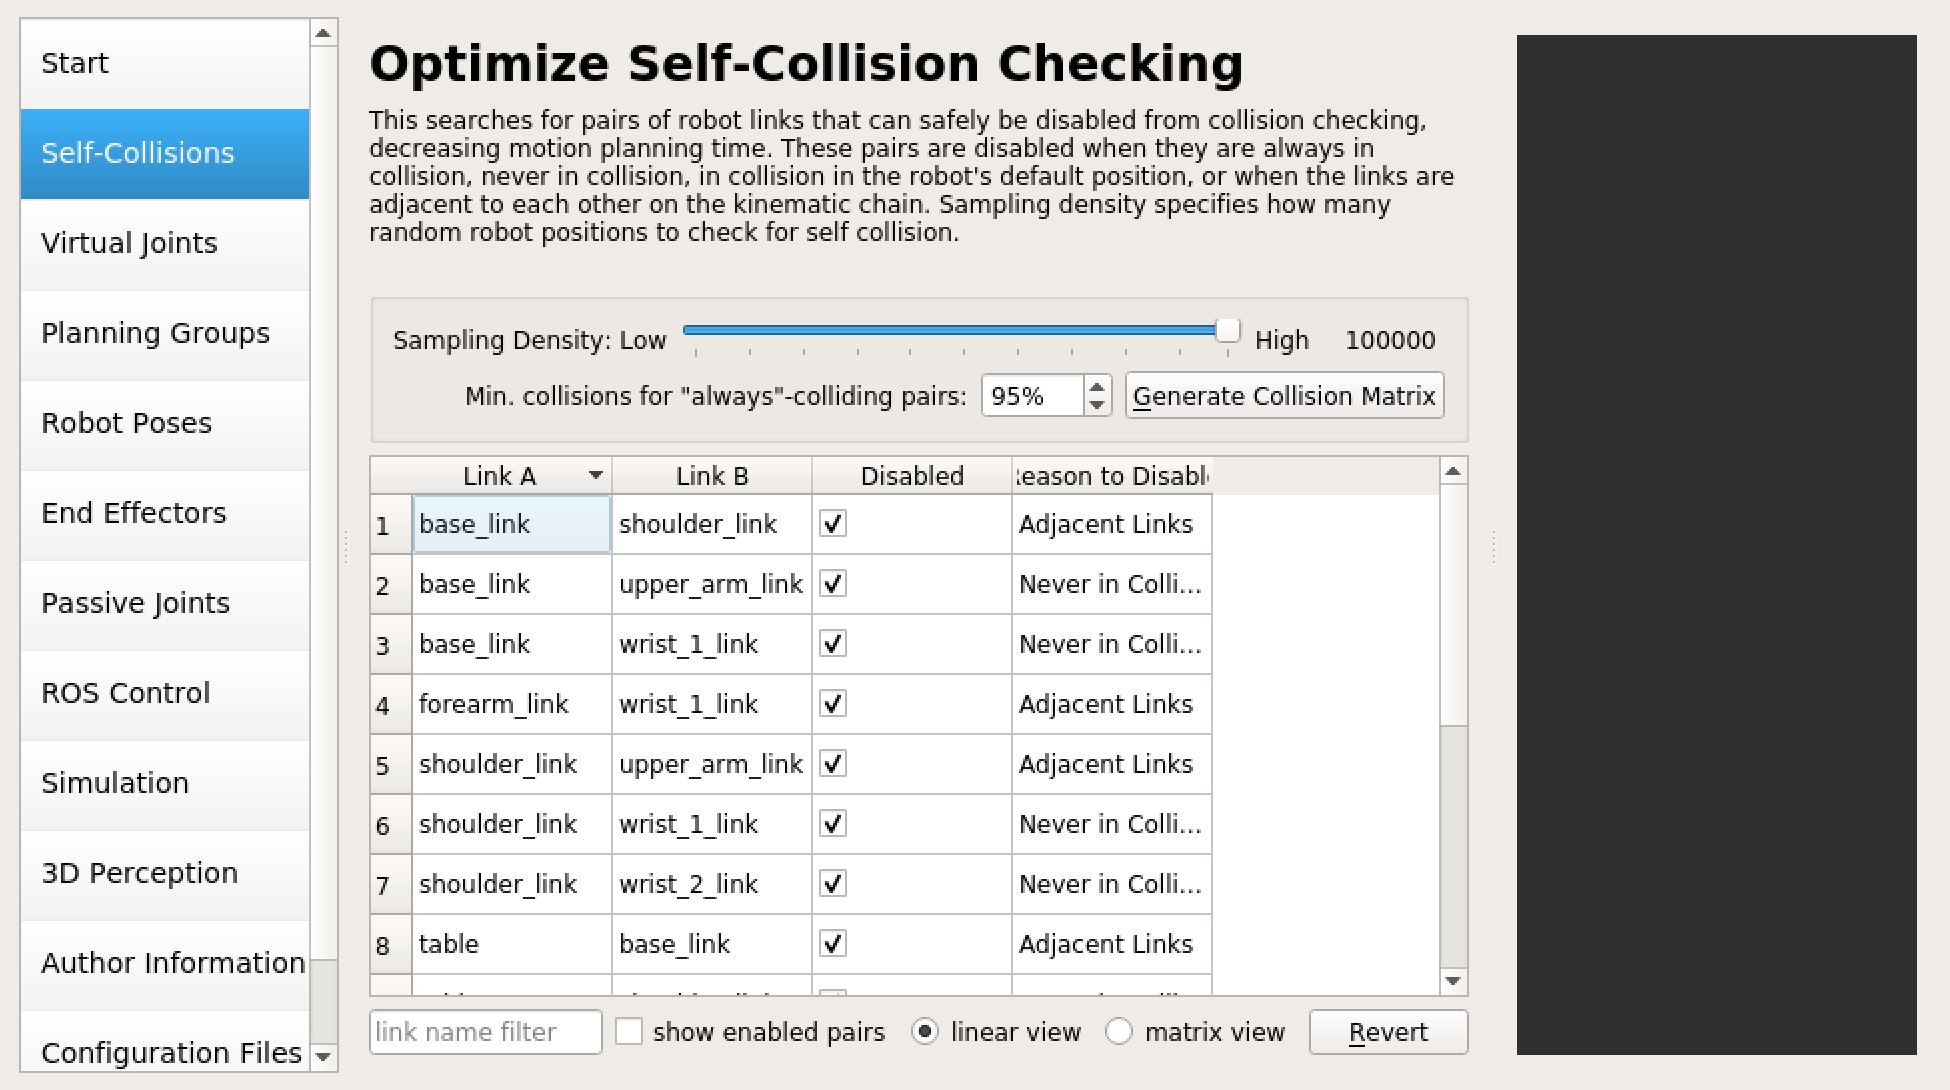 Start
Self-Collisions
Virtual Joints
Planning Groups
Robot Poses
End Effectors
Passive Joints
ROS Control
Simulation
3D Perception
Author Information
Configuration Files
Optimize Self-Collision Checking
This searches for pairs of robot links that can safely be disabled from collision checking,
decreasing motion planning time. These pairs are disabled when they are always in
collision, never in collision, in collision in the robot's default position, or when the links are
adjacent to each other on the kinematic chain. Sampling density specifies how many
random robot positions to check for self collision.
Sampling Density: Low High 100000
Min. collisions for "always"-colliding pairs: 95% Generate Collision Matrix
Link A Link B Disabled eason to Disabl
1 base_link shoulder_link Adjacent Links
2 base_link upper_arm_link Never in Colli...
3 base_link wrist_1_link Never in Colli...
4 forearm_link wrist_1_link Adjacent Links
5 shoulder_link upper_arm_link Adjacent Links
6 shoulder_link wrist_1_link Never in Colli...
7 shoulder_link wrist_2_link Never in Colli...
8 table base_link Adjacent Links
link name filter show enabled pairs linear view matrix view Revert